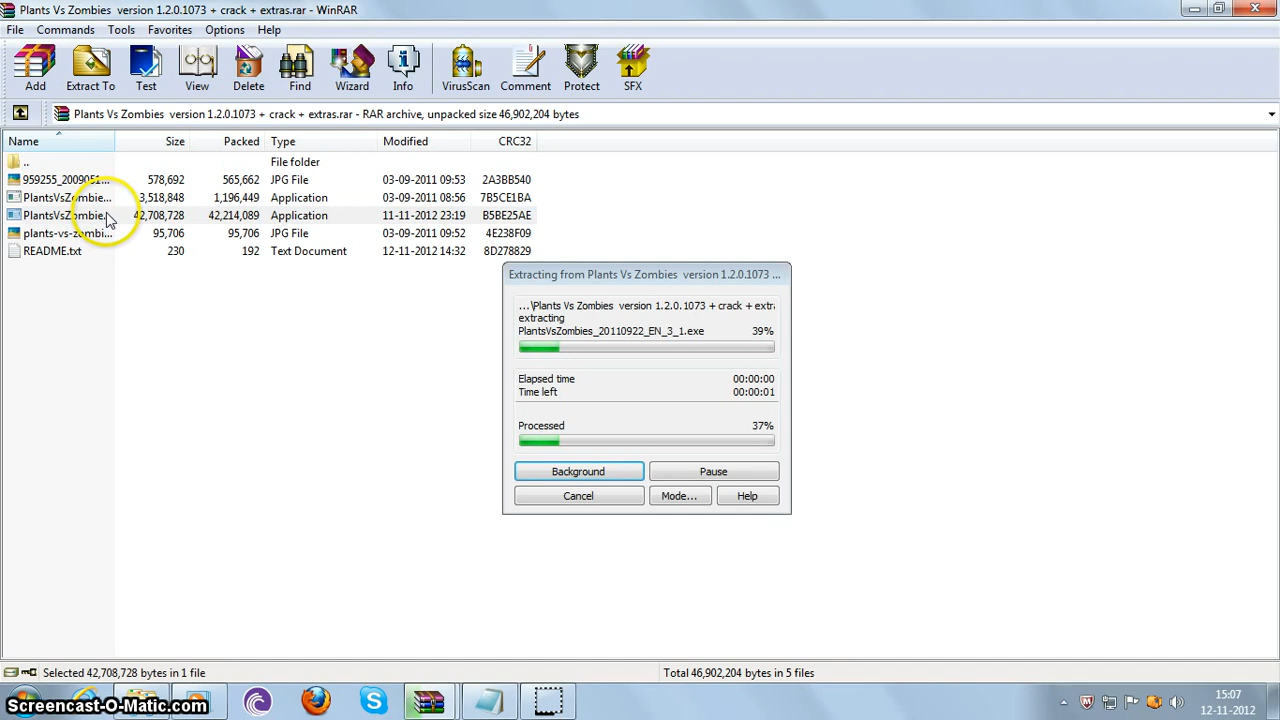 Plants Vs Zombies version 1.2.0.1073 + crack + extras.rar - WinRAR
File Commands Tools Favorites Options Help
Add Extract To Test View Delete Find Wizard Info VirusScan Comment Protect SFX
Plants Vs Zombies version 1.2.0.1073 + crack + extras.rar - RAR archive, unpacked size 46,902,204 bytes
Name Size Packed Type Modified CRC32
.. File folder
959255_2009051... 578,692 565,662 JPG File 03-09-2011 09:53 2A3BB540
PlantsVsZombie... 3,518,848 1,196,449 Application 03-09-2011 08:56 7B5CE1BA
PlantsVsZombie... 42,708,728 42,214,089 Application 11-11-2012 23:19 B5BE25AE
plants-vs-zombi... 95,706 95,706 JPG File 03-09-2011 09:52 4E238F09
README.txt 230 192 Text Document 12-11-2012 14:32 8D278829
Extracting from Plants Vs Zombies version 1.2.0.1073 ...
...\Plants Vs Zombies version 1.2.0.1073 + crack + extra
extracting
PlantsVsZombies_20110922_EN_3_1.exe 39%
Elapsed time 00:00:00
Time left 00:00:01
Processed 37%
Background Pause
Cancel Mode... Help
Selected 42,708,728 bytes in 1 file Total 46,902,204 bytes in 5 files
Screencast-O-Matic.com
15:07
12-11-2012